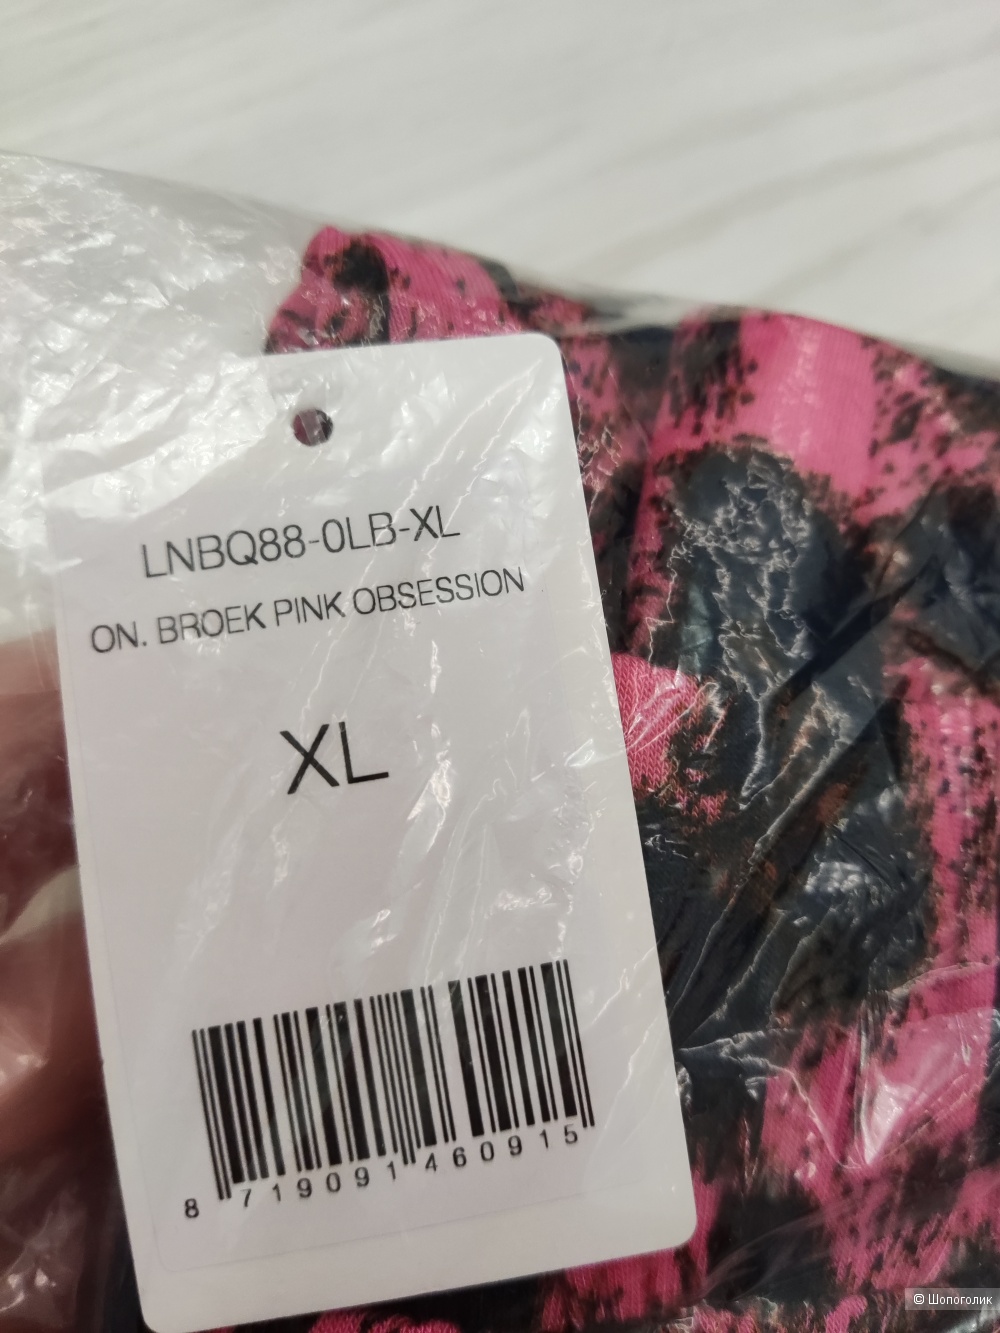 LNBQ88-0LB-XL
ON. BROEK PINK OBSESSION
XL
8 719091 460915
© Шопоголик